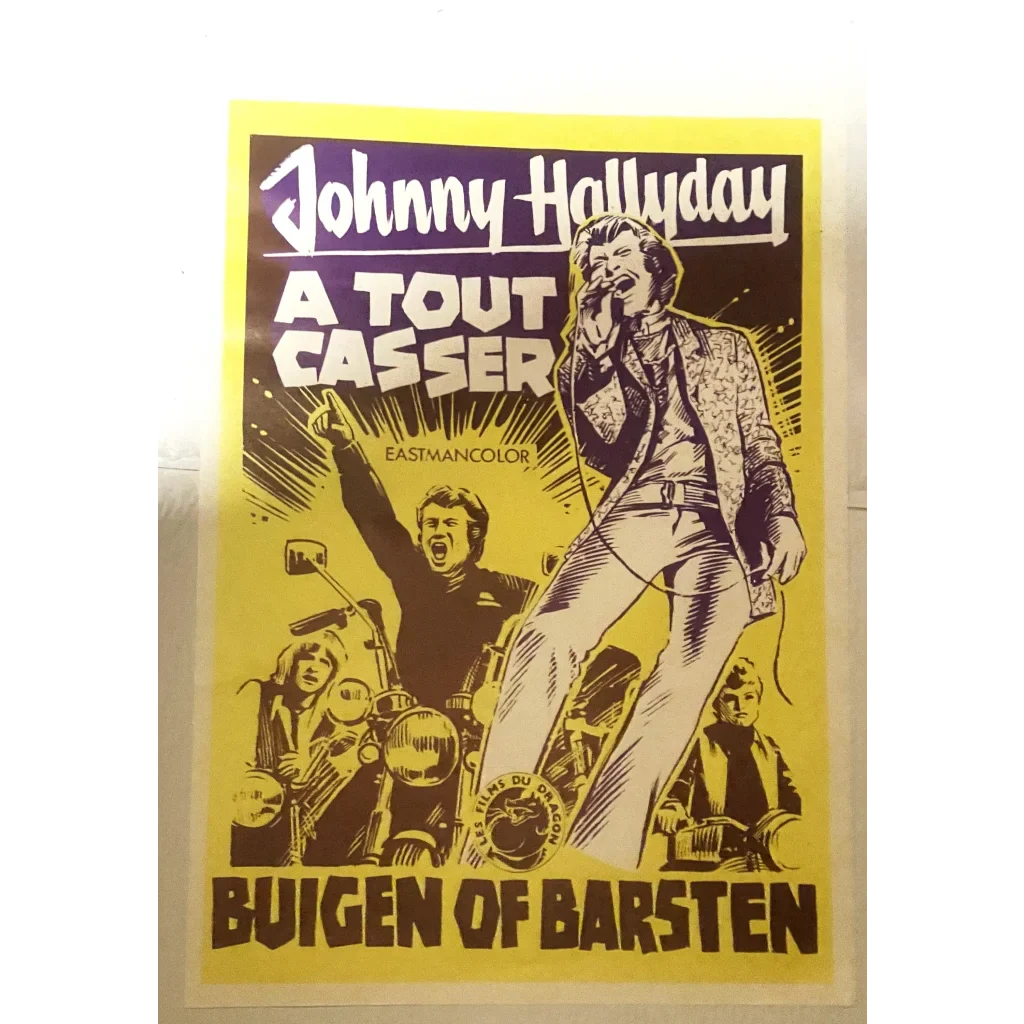 Johnny Hallyday
A TOUT
CASSER
EASTMANCOLOR
LES FILMS DU DRAGON
BUIGEN OF BARSTEN